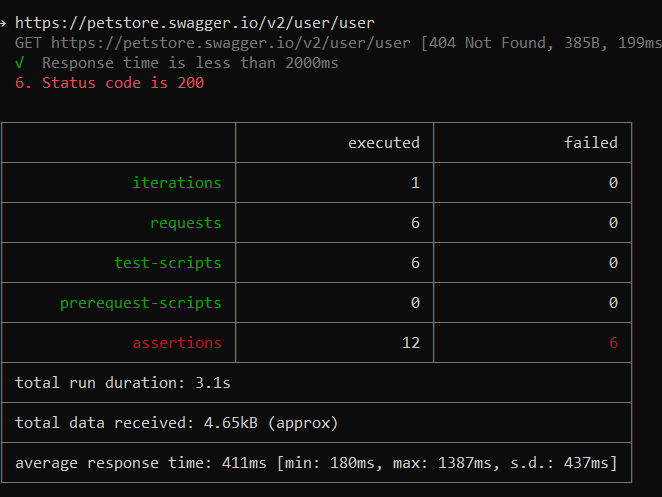 → https://petstore.swagger.io/v2/user/user
GET https://petstore.swagger.io/v2/user/user [404 Not Found, 385B, 199ms
√ Response time is less than 2000ms
6. Status code is 200
executed failed
iterations 1 0
requests 6 0
test-scripts 6 0
prerequest-scripts 0 0
assertions 12 6
total run duration: 3.1s
total data received: 4.65kB (approx)
average response time: 411ms [min: 180ms, max: 1387ms, s.d.: 437ms]